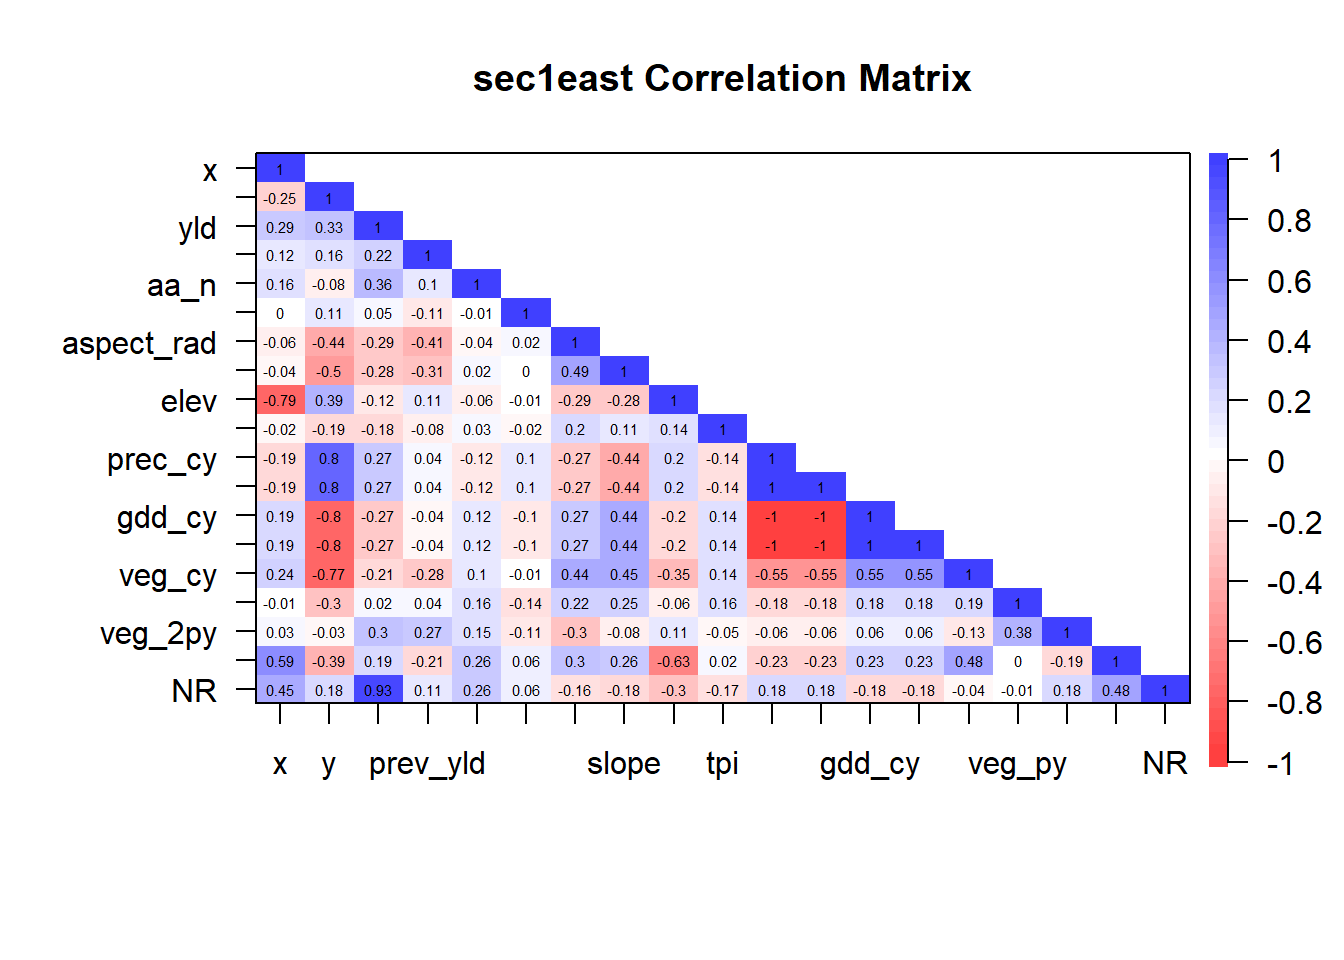 sec1east Correlation Matrix
x 1 1
-0.25 1 0.8
yld 0.29 0.33 1 0.6
0.12 0.16 0.22 1
aa_n 0.16 -0.08 0.36 0.1 1 0.4
0 0.11 0.05 -0.11 -0.01 1
aspect_rad -0.06 -0.44 -0.29 -0.41 -0.04 0.02 1
-0.04 -0.5 -0.28 -0.31 0.02 0 0.49 1
elev -0.79 0.39 -0.12 0.11 -0.06 -0.01 -0.29 -0.28 1 0.2
-0.02 -0.19 -0.18 -0.08 0.03 -0.02 0.2 0.11 0.14 1
prec_cy -0.19 0.8 0.27 0.04 -0.12 0.1 -0.27 -0.44 0.2 -0.14 1 0
-0.19 0.8 0.27 0.04 -0.12 0.1 -0.27 -0.44 0.2 -0.14 1 1
gdd_cy 0.19 -0.8 -0.27 -0.04 0.12 -0.1 0.27 0.44 -0.2 0.14 -1 -1 1 -0.2
0.19 -0.8 -0.27 -0.04 0.12 -0.1 0.27 0.44 -0.2 0.14 -1 -1 1 1
veg_cy 0.24 -0.77 -0.21 -0.28 0.1 -0.01 0.44 0.45 -0.35 0.14 -0.55 -0.55 0.55 0.55 1 -0.4
-0.01 -0.3 0.02 0.04 0.16 -0.14 0.22 0.25 -0.06 0.16 -0.18 -0.18 0.18 0.18 0.19 1
veg_2py 0.03 -0.03 0.3 0.27 0.15 -0.11 -0.3 -0.08 0.11 -0.05 -0.06 -0.06 0.06 0.06 -0.13 0.38 1 -0.6
0.59 -0.39 0.19 -0.21 0.26 0.06 0.3 0.26 -0.63 0.02 -0.23 -0.23 0.23 0.23 0.48 0 -0.19 1
NR 0.45 0.18 0.93 0.11 0.26 0.06 -0.16 -0.18 -0.3 -0.17 0.18 0.18 -0.18 -0.18 -0.04 -0.01 0.18 0.48 1 -0.8
x y prev_yld slope tpi gdd_cy veg_py NR -1